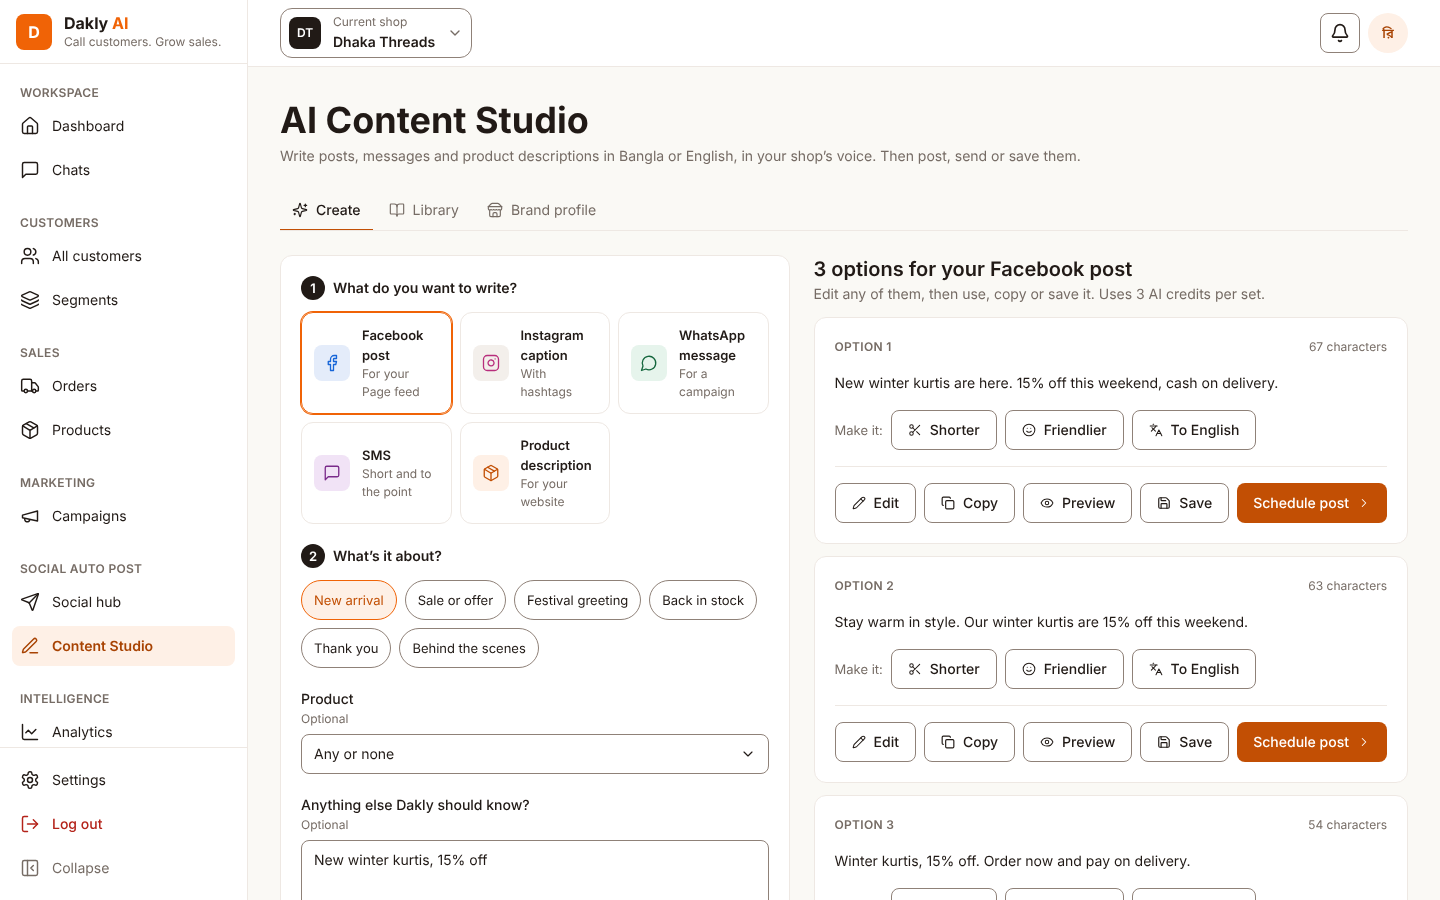 D
Dakly AI
Call customers. Grow sales.
WORKSPACE
Dashboard
Chats
CUSTOMERS
All customers
Segments
SALES
Orders
Products
MARKETING
Campaigns
SOCIAL AUTO POST
Social hub
Content Studio
INTELLIGENCE
Analytics
Settings
Log out
Collapse
DT
Current shop
Dhaka Threads
রি
AI Content Studio
Write posts, messages and product descriptions in Bangla or English, in your shop’s voice. Then post, send or save them.
Create
Library
Brand profile
1 What do you want to write?
Facebook
post
For your
Page feed
Instagram
caption
With
hashtags
WhatsApp
message
For a
campaign
SMS
Short and to
the point
Product
description
For your
website
2 What’s it about?
New arrival
Sale or offer
Festival greeting
Back in stock
Thank you
Behind the scenes
Product
Optional
Any or none
Anything else Dakly should know?
Optional
New winter kurtis, 15% off
3 options for your Facebook post
Edit any of them, then use, copy or save it. Uses 3 AI credits per set.
OPTION 1
67 characters
New winter kurtis are here. 15% off this weekend, cash on delivery.
Make it:
Shorter
Friendlier
To English
Edit
Copy
Preview
Save
Schedule post
OPTION 2
63 characters
Stay warm in style. Our winter kurtis are 15% off this weekend.
Make it:
Shorter
Friendlier
To English
Edit
Copy
Preview
Save
Schedule post
OPTION 3
54 characters
Winter kurtis, 15% off. Order now and pay on delivery.